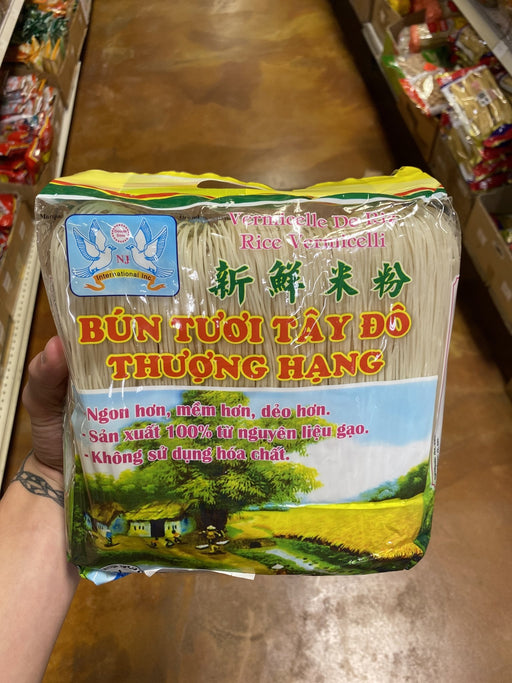 Vermicelle De Riz
Rice Vermicelli
NJ
International Inc
新鮮米粉
BÚN TƯƠI TÂY ĐÔ
THƯỢNG HẠNG
Ngon hơn, mềm hơn, dẻo hơn.
- Sản xuất 100% từ nguyên liệu gạo.
- Không sử dụng hóa chất.